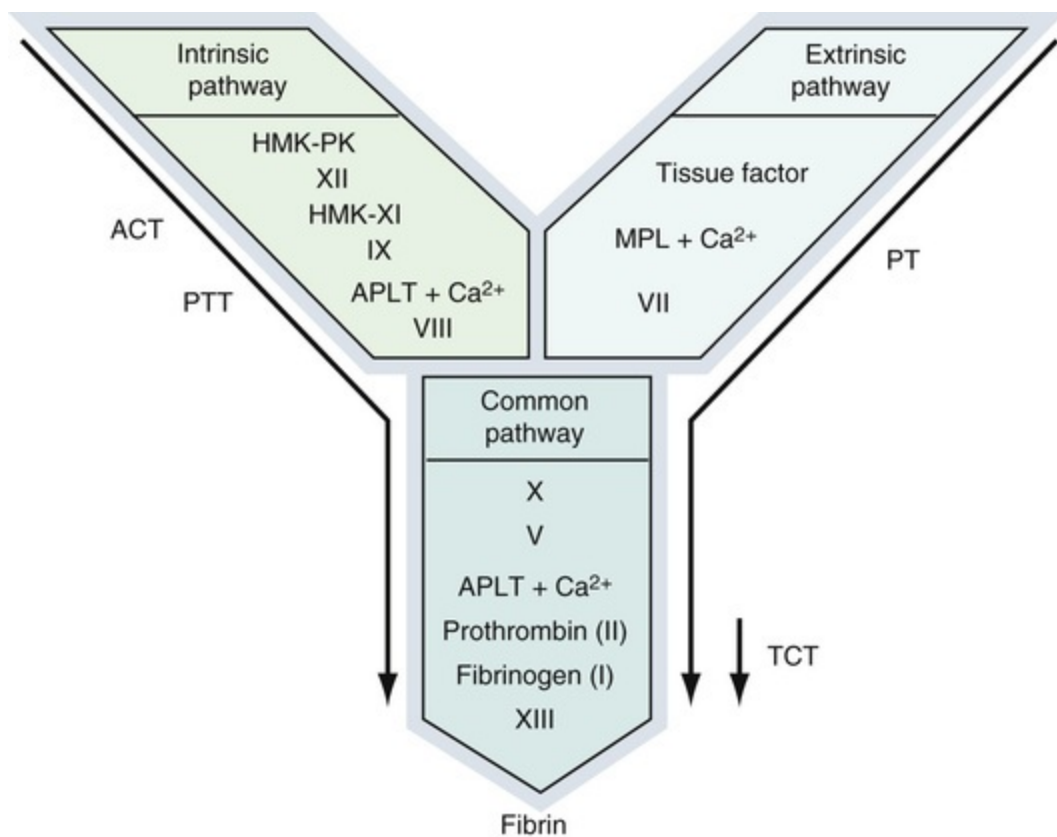 Intrinsic
pathway
HMK-PK
XII
HMK-XI
IX
APLT + Ca²⁺
VIII
Extrinsic
pathway
Tissue factor
MPL + Ca²⁺
VII
ACT
PTT
PT
Common
pathway
X
V
APLT + Ca²⁺
Prothrombin (II)
Fibrinogen (I)
XIII
TCT
Fibrin